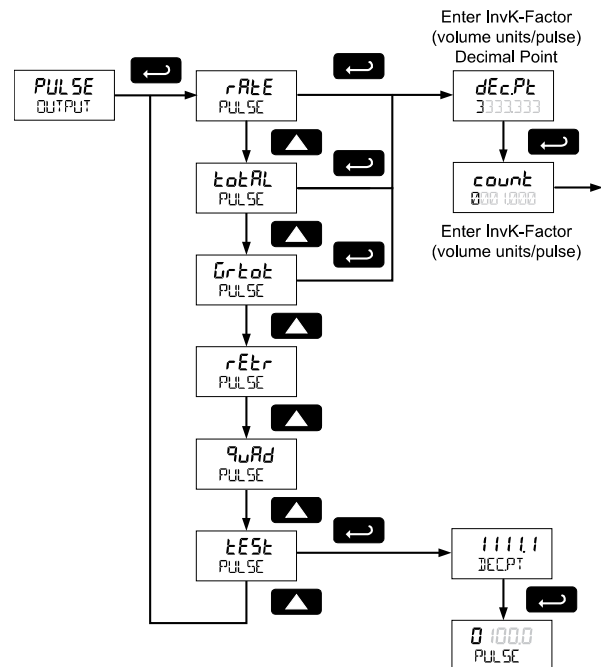 Enter InvK-Factor
(volume units/pulse)
Decimal Point
PULSE
OUTPUT
rAtE
PULSE
dEc.Pt
3333.333
totAL
PULSE
count
0001.000
Enter InvK-Factor
(volume units/pulse)
Grtot
PULSE
rEtr
PULSE
quAd
PULSE
tESt
PULSE
1111.1
DEC.PT
0100.0
PULSE